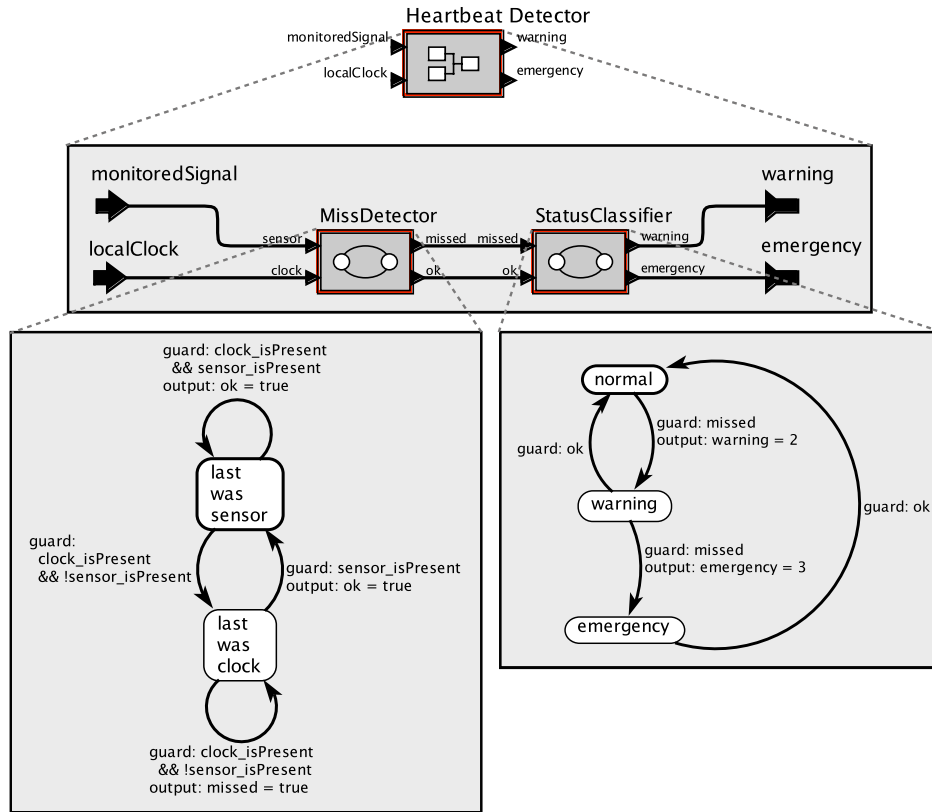 Heartbeat Detector
monitoredSignal
warning
localClock
emergency
monitoredSignal
warning
MissDetector
StatusClassifier
localClock
emergency
sensor
missed
missed
warning
clock
ok
ok
emergency
guard: clock_isPresent
&& sensor_isPresent
output: ok = true
last
was
sensor
guard:
clock_isPresent
&& !sensor_isPresent
guard: sensor_isPresent
output: ok = true
last
was
clock
guard: clock_isPresent
&& !sensor_isPresent
output: missed = true
normal
guard: missed
output: warning = 2
guard: ok
warning
guard: ok
guard: missed
output: emergency = 3
emergency